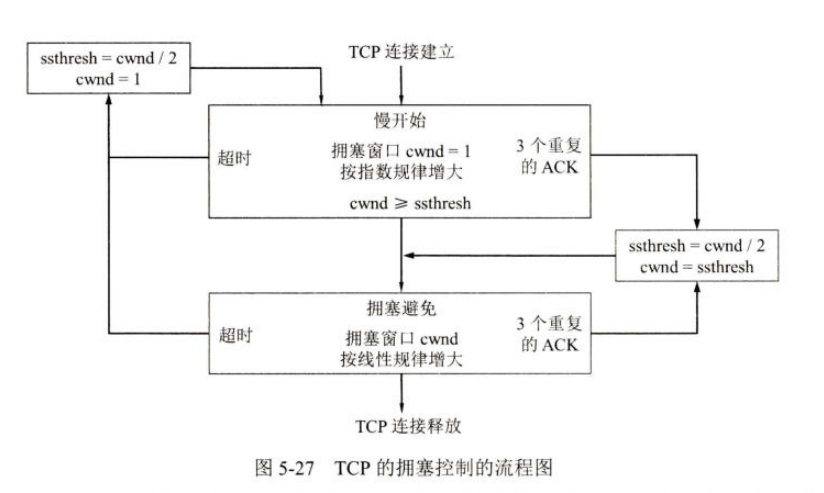 TCP 连接建立
ssthresh = cwnd / 2
cwnd = 1
慢开始
超时
拥塞窗口 cwnd = 1
按指数规律增大
3 个重复
的 ACK
cwnd ≥ ssthresh
ssthresh = cwnd / 2
cwnd = ssthresh
拥塞避免
超时
拥塞窗口 cwnd
按线性规律增大
3 个重复
的 ACK
TCP 连接释放
图 5-27 TCP 的拥塞控制的流程图